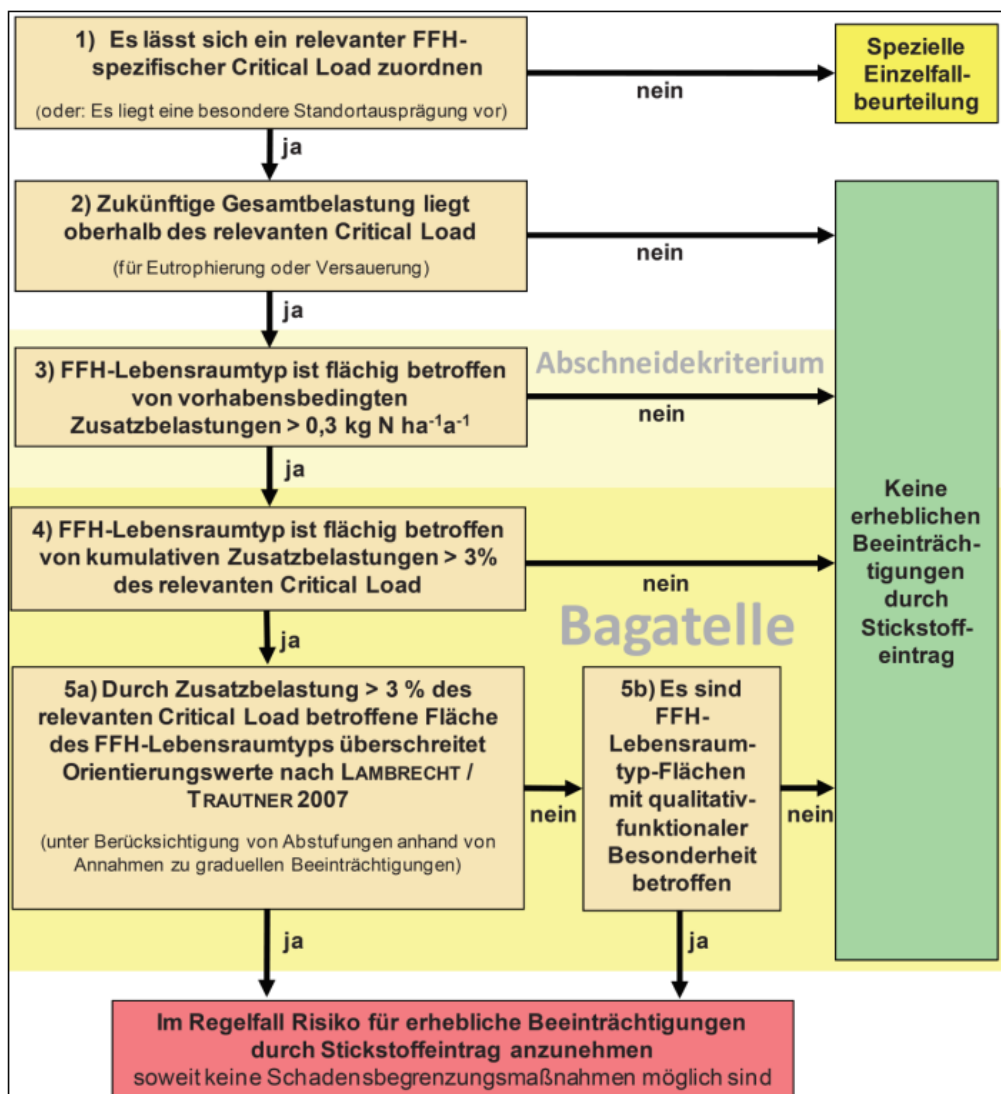 1) Es lässt sich ein relevanter FFH-
spezifischer Critical Load zuordnen
(oder: Es liegt eine besondere Standortausprägung vor)
nein
Spezielle
Einzelfall-
beurteilung
ja
2) Zukünftige Gesamtbelastung liegt
oberhalb des relevanten Critical Load
(für Eutrophierung oder Versauerung)
nein
ja
Abschneidekriterium
3) FFH-Lebensraumtyp ist flächig betroffen
von vorhabensbedingten
Zusatzbelastungen > 0,3 kg N ha⁻¹a⁻¹
nein
ja
4) FFH-Lebensraumtyp ist flächig betroffen
von kumulativen Zusatzbelastungen > 3%
des relevanten Critical Load
nein
Keine
erheblichen
Beeinträch-
tigungen
durch
Stickstoff-
eintrag
ja
Bagatelle
5a) Durch Zusatzbelastung > 3 % des
relevanten Critical Load betroffene Fläche
des FFH-Lebensraumtyps überschreitet
Orientierungswerte nach LAMBRECHT /
TRAUTNER 2007
(unter Berücksichtigung von Abstufungen anhand von
Annahmen zu graduellen Beeinträchtigungen)
nein
5b) Es sind
FFH-
Lebensraum-
typ-Flächen
mit qualitativ-
funktionaler
Besonderheit
betroffen
nein
ja
ja
Im Regelfall Risiko für erhebliche Beeinträchtigungen
durch Stickstoffeintrag anzunehmen
soweit keine Schadensbegrenzungsmaßnahmen möglich sind